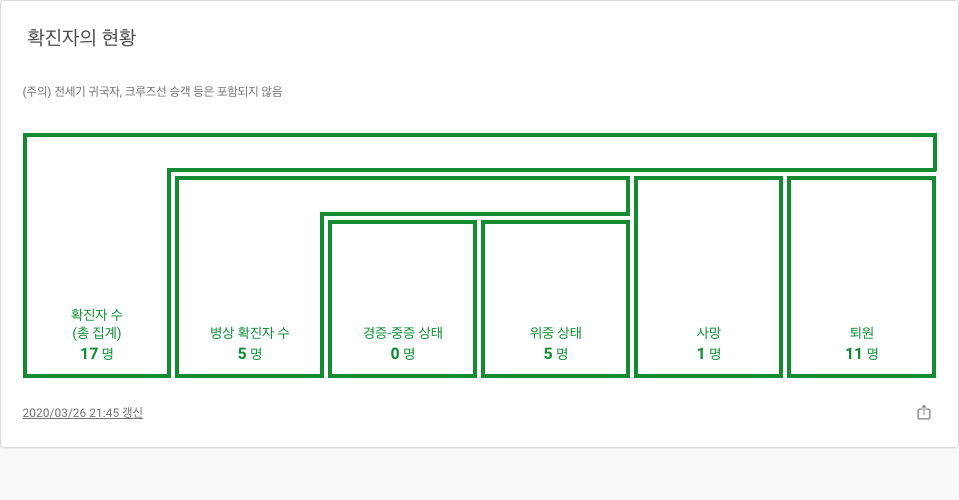 확진자의 현황
(주의) 전세기 귀국자, 크루즈선 승객 등은 포함되지 않음
확진자 수
(총 집계)
17 명
병상 확진자 수
5 명
경증-중증 상태
0 명
위중 상태
5 명
사망
1 명
퇴원
11 명
2020/03/26 21:45 갱신